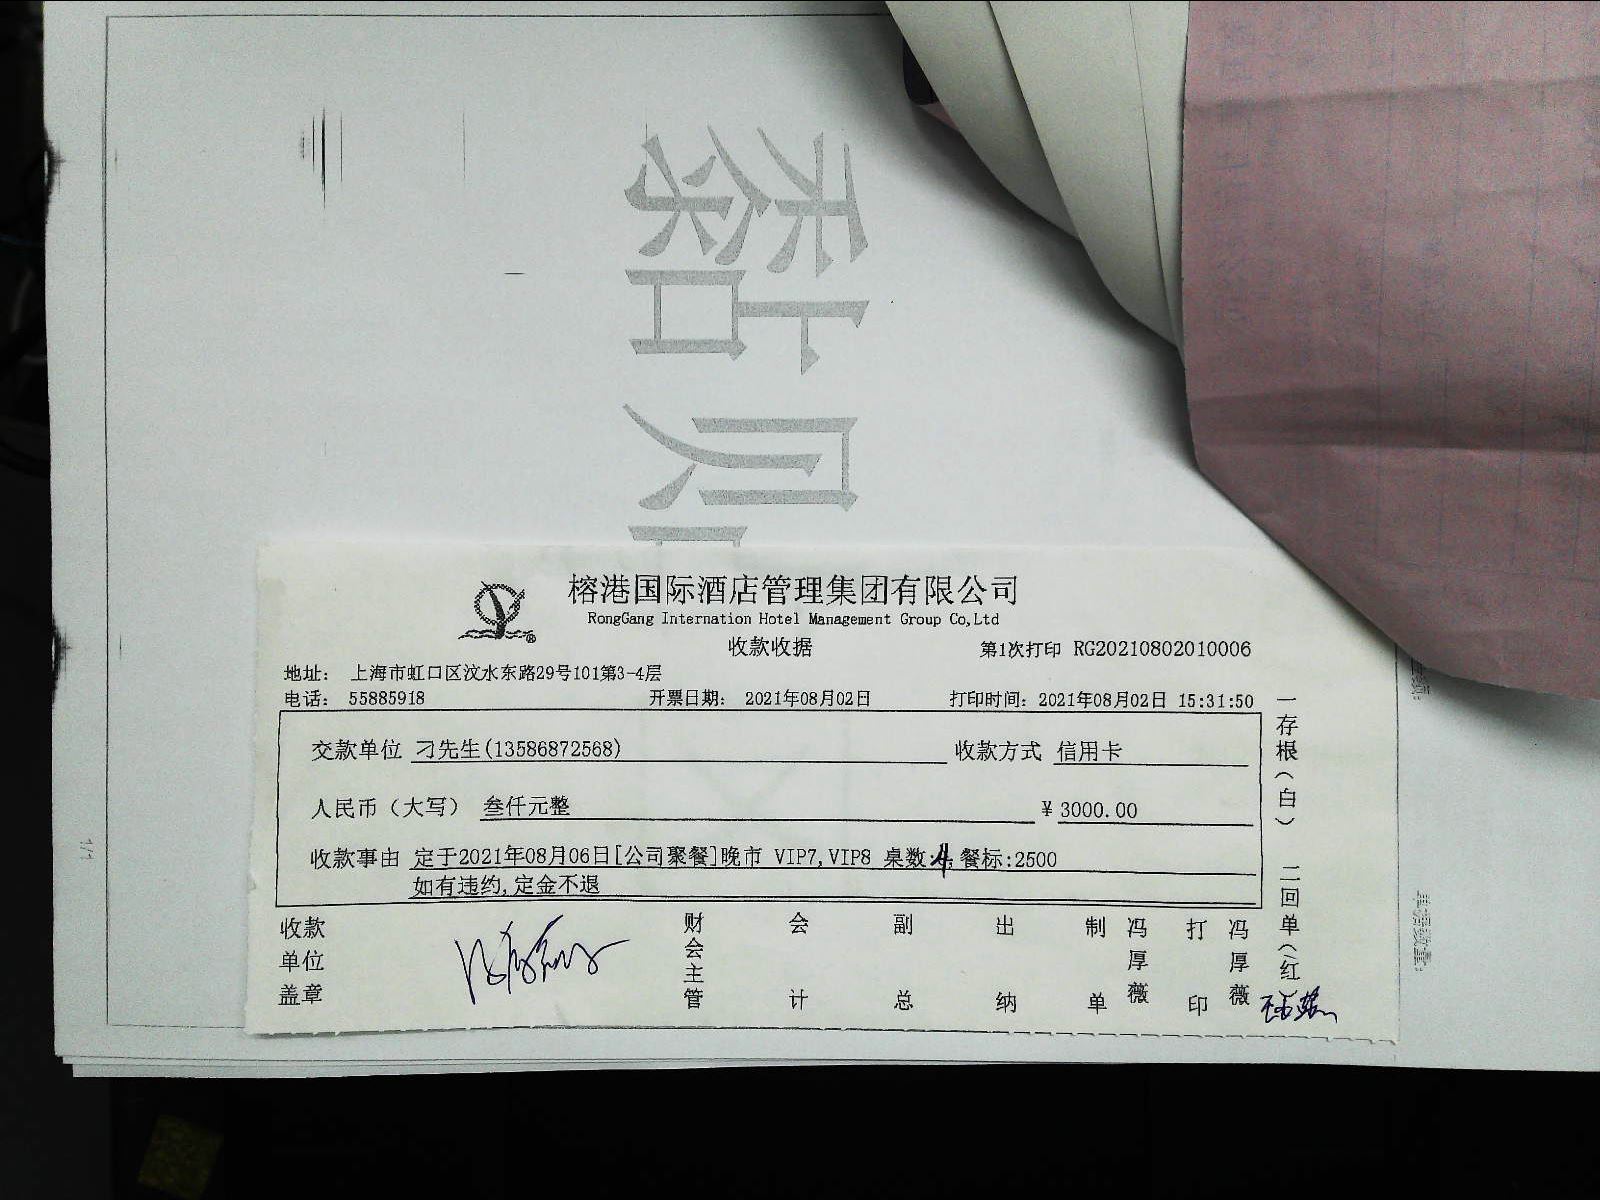 粘贴
榕港国际酒店管理集团有限公司
RongGang Internation Hotel Management Group Co,Ltd
收款收据
第1次打印 RG20210802010006
地址： 上海市虹口区汶水东路29号101第3-4层
电话： 55885918 开票日期： 2021年08月02日 打印时间：2021年08月02日 15:31:50
交款单位 刁先生(13586872568) 收款方式 信用卡
人民币（大写） 叁仟元整 ￥3000.00
收款事由 定于2021年08月06日[公司聚餐]晚市 VIP7,VIP8 桌数:4,餐标:2500
如有违约,定金不退
收款单位盖章 财会主管 会计 副总 出纳 制单 冯厚薇 打印 冯厚薇
一存根（白） 二回单（红）
1/1